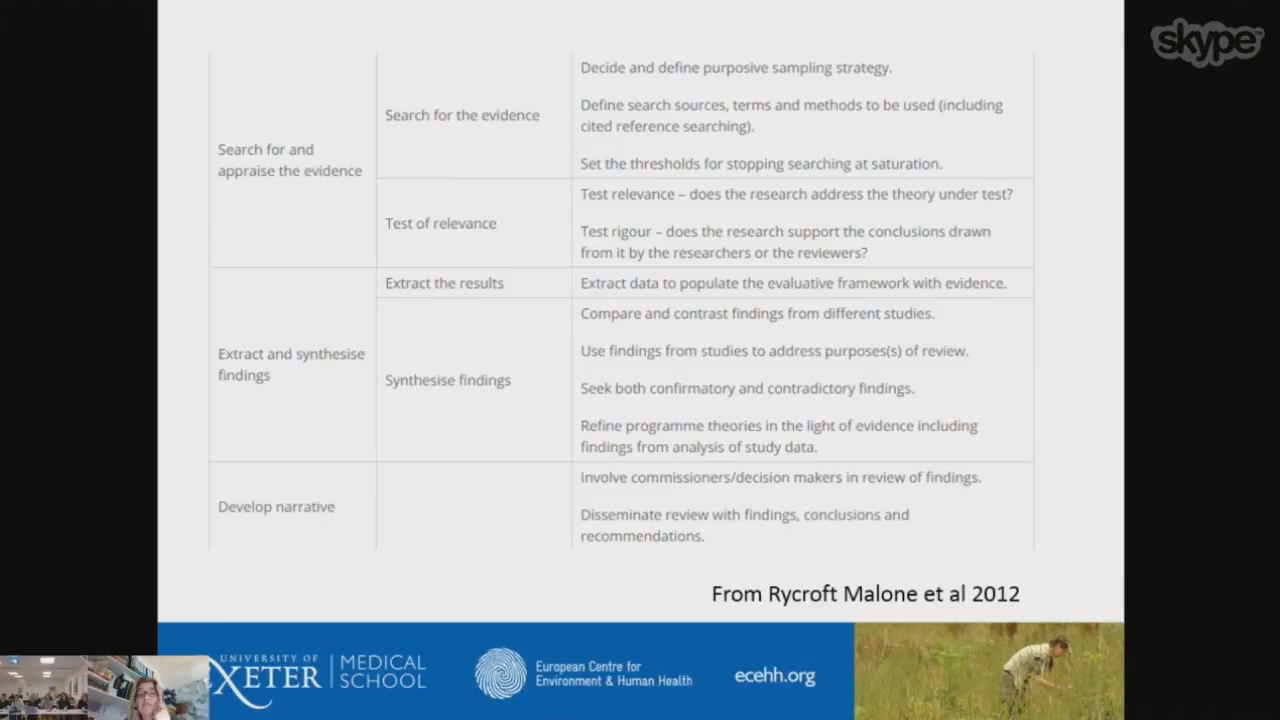 skype
Decide and define purposive sampling strategy.
Search for the evidence
Define search sources, terms and methods to be used (including
cited reference searching).
Search for and
appraise the evidence
Set the thresholds for stopping searching at saturation.
Test of relevance
Test relevance – does the research address the theory under test?
Test rigour – does the research support the conclusions drawn
from it by the researchers or the reviewers?
Extract the results
Extract data to populate the evaluative framework with evidence.
Extract and synthesise
findings
Synthesise findings
Compare and contrast findings from different studies.
Use findings from studies to address purposes(s) of review.
Seek both confirmatory and contradictory findings.
Refine programme theories in the light of evidence including
findings from analysis of study data.
Develop narrative
Involve commissioners/decision makers in review of findings.
Disseminate review with findings, conclusions and
recommendations.
From Rycroft Malone et al 2012
UNIVERSITY OF
EXETER
MEDICAL
SCHOOL
European Centre for
Environment & Human Health
ecehh.org